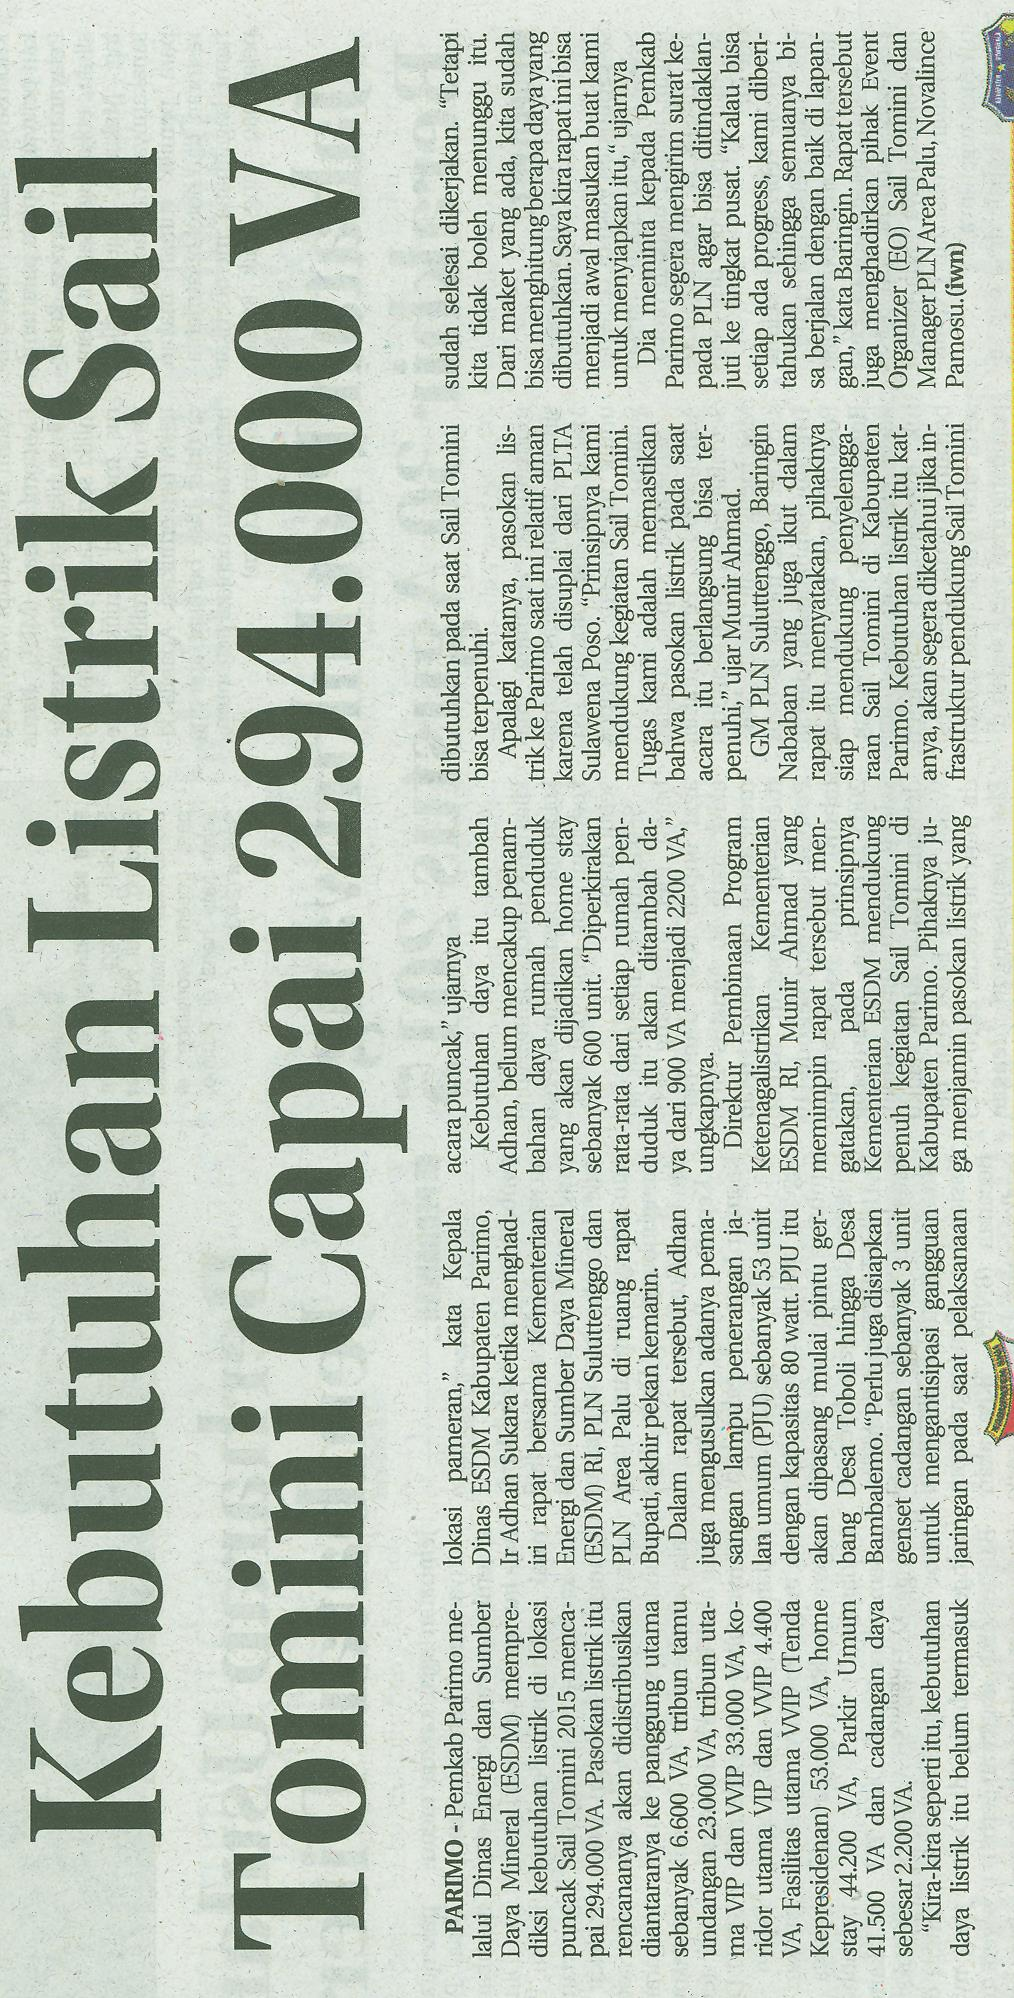 Kebutuhan Listrik Sail
Tomini Capai 294.000 VA
PARIMO - Pemkab Parimo me-
lalui Dinas Energi dan Sumber
Daya Mineral (ESDM) mempre-
diksi kebutuhan listrik di lokasi
puncak Sail Tomini 2015 menca-
pai 294.000 VA. Pasokan listrik itu
rencananya akan didistribusikan
diantaranya ke panggung utama
sebanyak 6.600 VA, tribun tamu
undangan 23.000 VA, tribun uta-
ma VIP dan VVIP 33.000 VA, ko-
ridor utama VIP dan VVIP 4.400
VA, Fasilitas utama VVIP (Tenda
Kepresidenan) 53.000 VA, home
stay 44.200 VA, Parkir Umum
41.500 VA dan cadangan daya
sebesar 2.200 VA.
“Kira-kira seperti itu, kebutuhan
daya listrik itu belum termasuk
lokasi pameran,” kata Kepala
Dinas ESDM Kabupaten Parimo,
Ir Adhan Sukara ketika menghad-
iri rapat bersama Kementerian
Energi dan Sumber Daya Mineral
(ESDM) RI, PLN Suluttenggo dan
PLN Area Palu di ruang rapat
Bupati, akhir pekan kemarin.
Dalam rapat tersebut, Adhan
juga mengusulkan adanya pema-
sangan lampu penerangan ja-
lan umum (PJU) sebanyak 53 unit
dengan kapasitas 80 watt. PJU itu
akan dipasang mulai pintu ger-
bang Desa Toboli hingga Desa
Bambalemo. “Perlu juga disiapkan
genset cadangan sebanyak 3 unit
untuk mengantisipasi gangguan
jaringan pada saat pelaksanaan
acara puncak,” ujarnya
Kebutuhan daya itu tambah
Adhan, belum mencakup penam-
bahan daya rumah penduduk
yang akan dijadikan home stay
sebanyak 600 unit. “Diperkirakan
rata-rata dari setiap rumah pen-
duduk itu akan ditambah da-
ya dari 900 VA menjadi 2200 VA,”
ungkapnya.
Direktur Pembinaan Program
Ketenagalistrikan Kementerian
ESDM RI, Munir Ahmad yang
memimpin rapat tersebut men-
gatakan, pada prinsipnya
Kementerian ESDM mendukung
penuh kegiatan Sail Tomini di
Kabupaten Parimo. Pihaknya ju-
ga menjamin pasokan listrik yang
dibutuhkan pada saat Sail Tomini
bisa terpenuhi.
Apalagi katanya, pasokan lis-
trik ke Parimo saat ini relatif aman
karena telah disuplai dari PLTA
Sulawena Poso. “Prinsipnya kami
mendukung kegiatan Sail Tomini.
Tugas kami adalah memastikan
bahwa pasokan listrik pada saat
acara itu berlangsung bisa ter-
penuhi,” ujar Munir Ahmad.
GM PLN Suluttenggo, Baringin
Nababan yang juga ikut dalam
rapat itu menyatakan, pihaknya
siap mendukung penyelengga-
raan Sail Tomini di Kabupaten
Parimo. Kebutuhan listrik itu kat-
anya, akan segera diketahui jika in-
frastruktur pendukung Sail Tomini
sudah selesai dikerjakan. “Tetapi
kita tidak boleh menunggu itu.
Dari maket yang ada, kita sudah
bisa menghitung berapa daya yang
dibutuhkan. Saya kira rapat ini bisa
menjadi awal masukan buat kami
untuk menyiapkan itu,“ ujarnya
Dia meminta kepada Pemkab
Parimo segera mengirim surat ke-
pada PLN agar bisa ditindaklan-
juti ke tingkat pusat. “Kalau bisa
setiap ada progress, kami diberi-
tahukan sehingga semuanya bi-
sa berjalan dengan baik di lapan-
gan,” kata Baringin. Rapat tersebut
juga menghadirkan pihak Event
Organizer (EO) Sail Tomini dan
Manager PLN Area Palu, Novalince
Pamosu. (iwn)